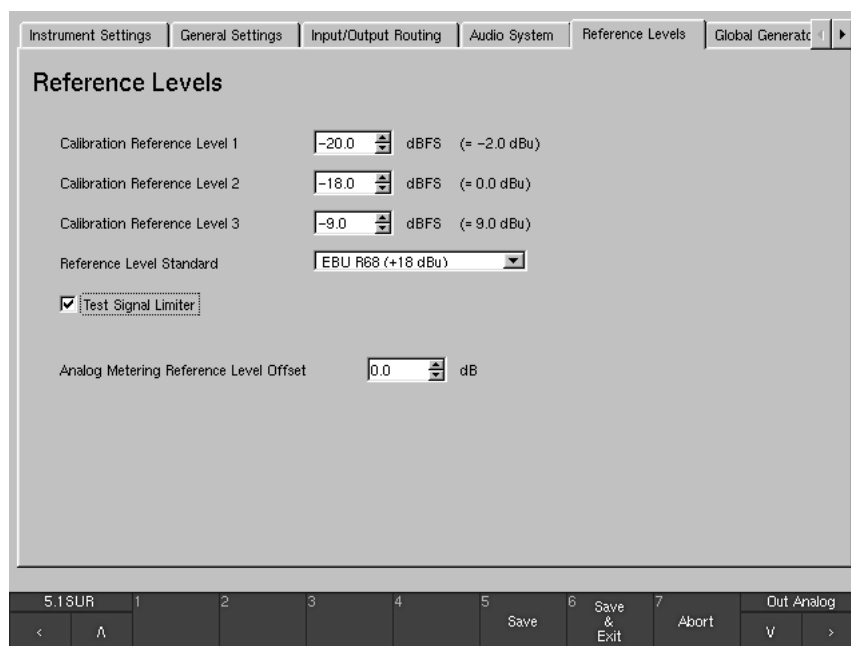 Instrument Settings General Settings Input/Output Routing Audio System Reference Levels Global Generato
Reference Levels
Calibration Reference Level 1 -20.0 dBFS (= -2.0 dBu)
Calibration Reference Level 2 -18.0 dBFS (= 0.0 dBu)
Calibration Reference Level 3 -9.0 dBFS (= 9.0 dBu)
Reference Level Standard EBU R68 (+18 dBu)
Test Signal Limiter
Analog Metering Reference Level Offset 0.0 dB
5.1SUR 1 2 3 4 5 6 7 Out Analog
< Λ Save Save & Exit Abort V >